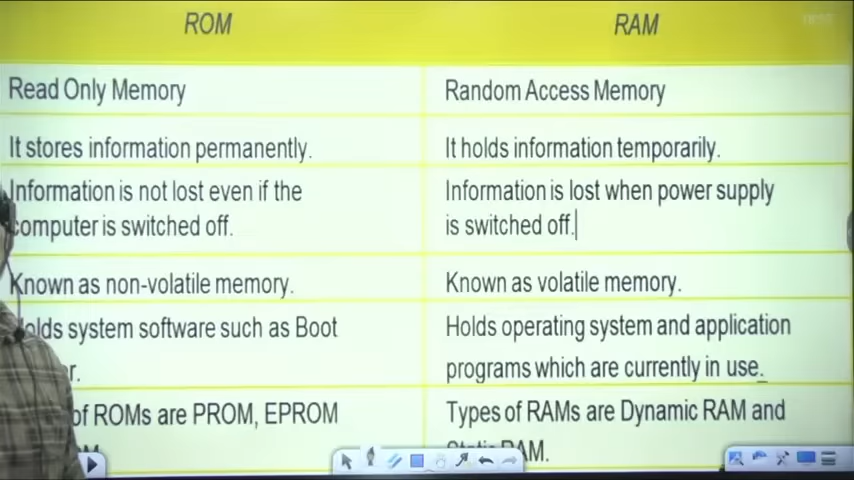 ROM RAM
Read Only Memory Random Access Memory
It stores information permanently. It holds information temporarily.
Information is not lost even if the Information is lost when power supply
computer is switched off. is switched off.
Known as non-volatile memory. Known as volatile memory.
Holds system software such as Boot Holds operating system and application
programs which are currently in use.
of ROMs are PROM, EPROM Types of RAMs are Dynamic RAM and
RAM.